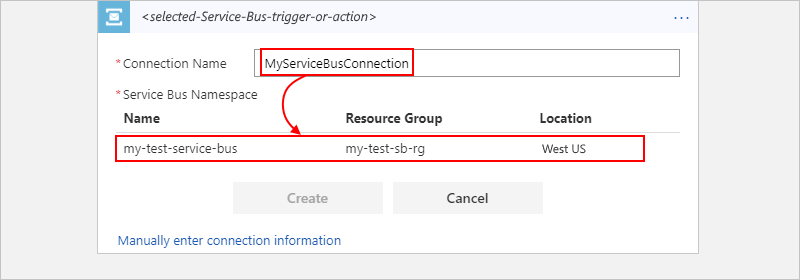 <selected-Service-Bus-trigger-or-action> ...
* Connection Name MyServiceBusConnection
* Service Bus Namespace
Name Resource Group Location
my-test-service-bus my-test-sb-rg West US
Create Cancel
Manually enter connection information